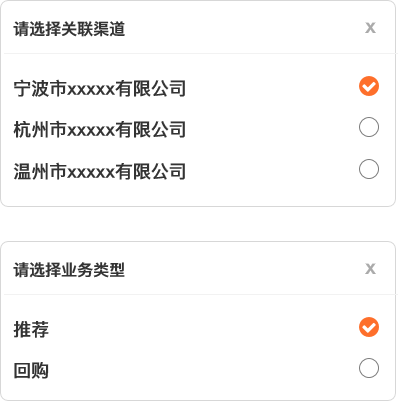 请选择关联渠道 x
宁波市xxxxx有限公司
杭州市xxxxx有限公司
温州市xxxxx有限公司
请选择业务类型 x
推荐
回购